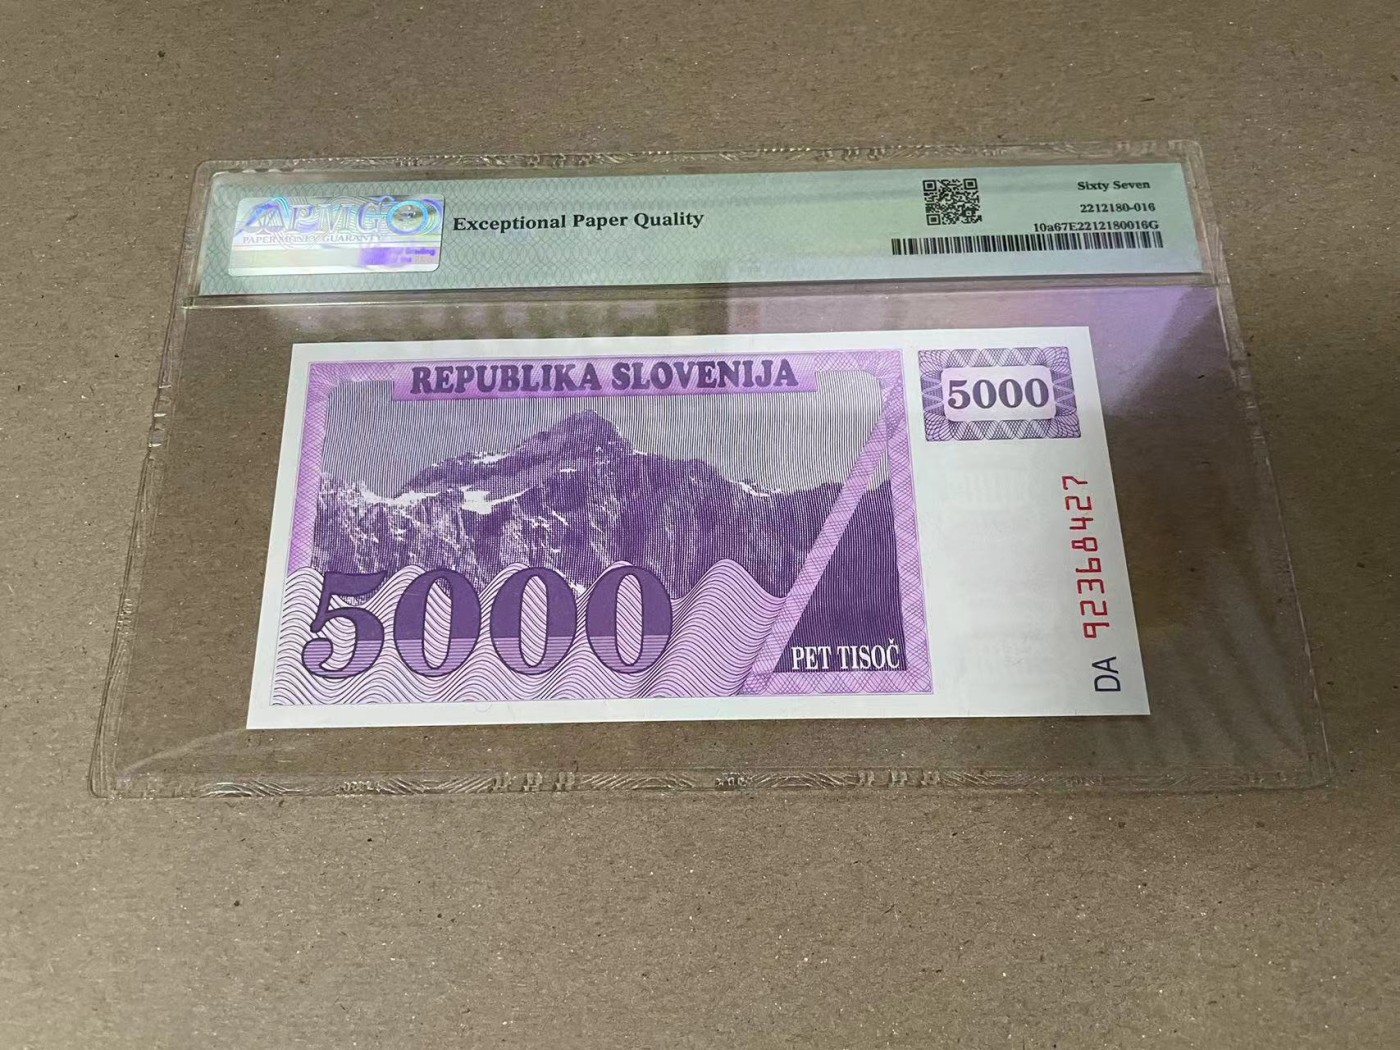 PMG
PAPER MONEY GUARANTY
Exceptional Paper Quality
Sixty Seven
2212180-016
10a67E2212180016G
REPUBLIKA SLOVENIJA
5000
5000
PET TISOČ
DA 92368427